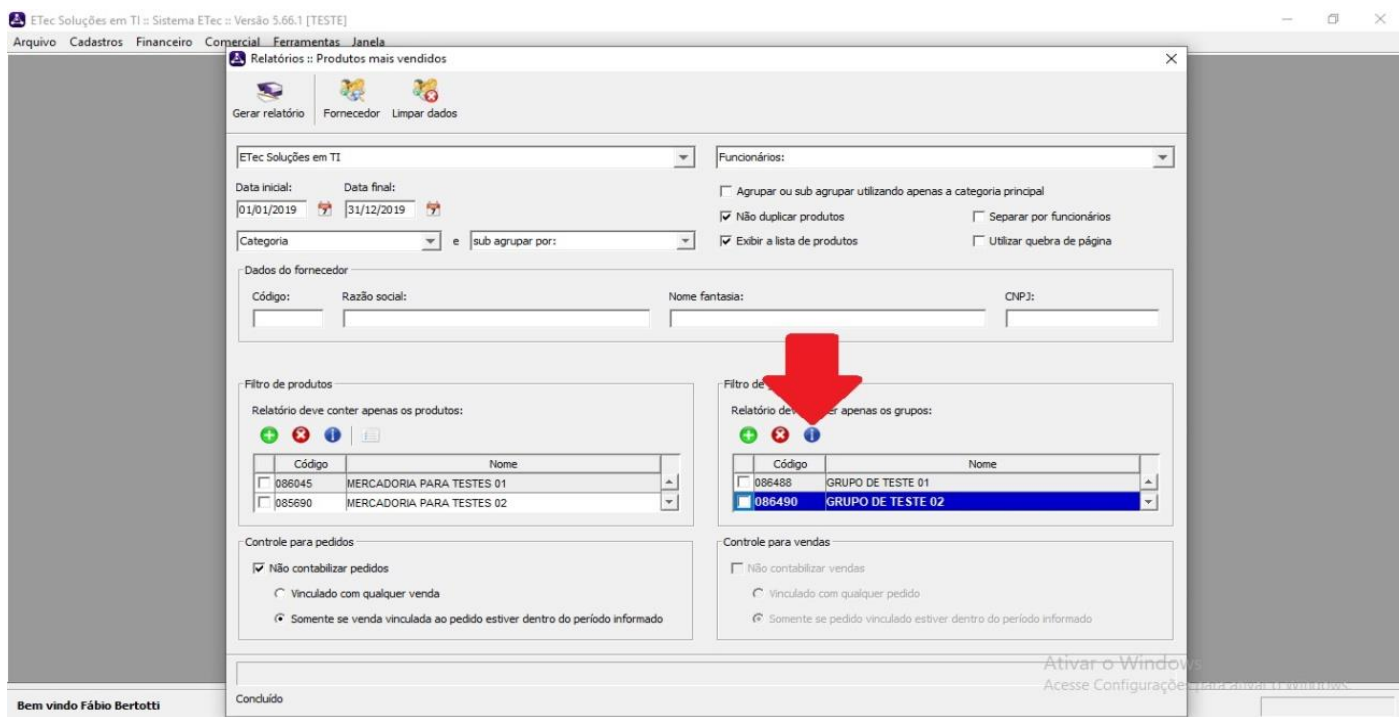 ETec Soluções em TI :: Sistema ETec :: Versão 5.66.1 [TESTE]
Arquivo Cadastros Financeiro Comercial Ferramentas Janela
Relatórios :: Produtos mais vendidos
Gerar relatório Fornecedor Limpar dados
ETec Soluções em TI Funcionários:
Data inicial: Data final:
Agrupar ou sub agrupar utilizando apenas a categoria principal
01/01/2019 31/12/2019
Não duplicar produtos Separar por funcionários
Categoria e sub agrupar por: Exibir a lista de produtos Utilizar quebra de página
Dados do fornecedor
Código: Razão social: Nome fantasia: CNPJ:
Filtro de produtos Filtro de
Relatório deve conter apenas os produtos: Relatório apenas os grupos:
Código Nome Código Nome
086045 MERCADORIA PARA TESTES 01 086488 GRUPO DE TESTE 01
085690 MERCADORIA PARA TESTES 02 086490 GRUPO DE TESTE 02
Controle para pedidos Controle para vendas
Não contabilizar pedidos Não contabilizar vendas
Vinculado com qualquer venda Vinculado com qualquer pedido
Somente se venda vinculada ao pedido estiver dentro do período informado Somente se pedido vinculado estiver dentro do período informado
Ativar o Windows
Acesse Configurações para ativar o Windows.
Concluído
Bem vindo Fábio Bertotti